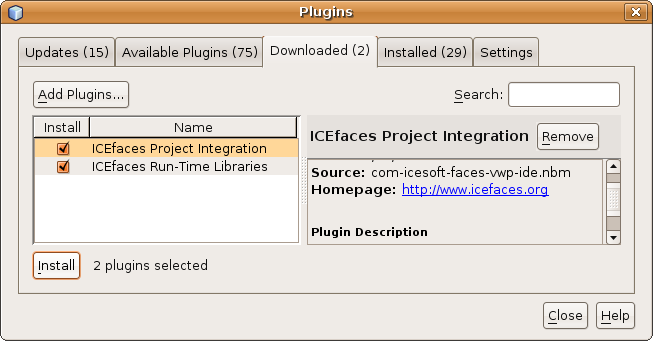 Plugins
Updates (15) Available Plugins (75) Downloaded (2) Installed (29) Settings
Add Plugins... Search:
Install Name
ICEfaces Project Integration
ICEfaces Run-Time Libraries
ICEfaces Project Integration Remove
Source: com-icesoft-faces-vwp-ide.nbm
Homepage: http://www.icefaces.org
Plugin Description
Install 2 plugins selected
Close Help